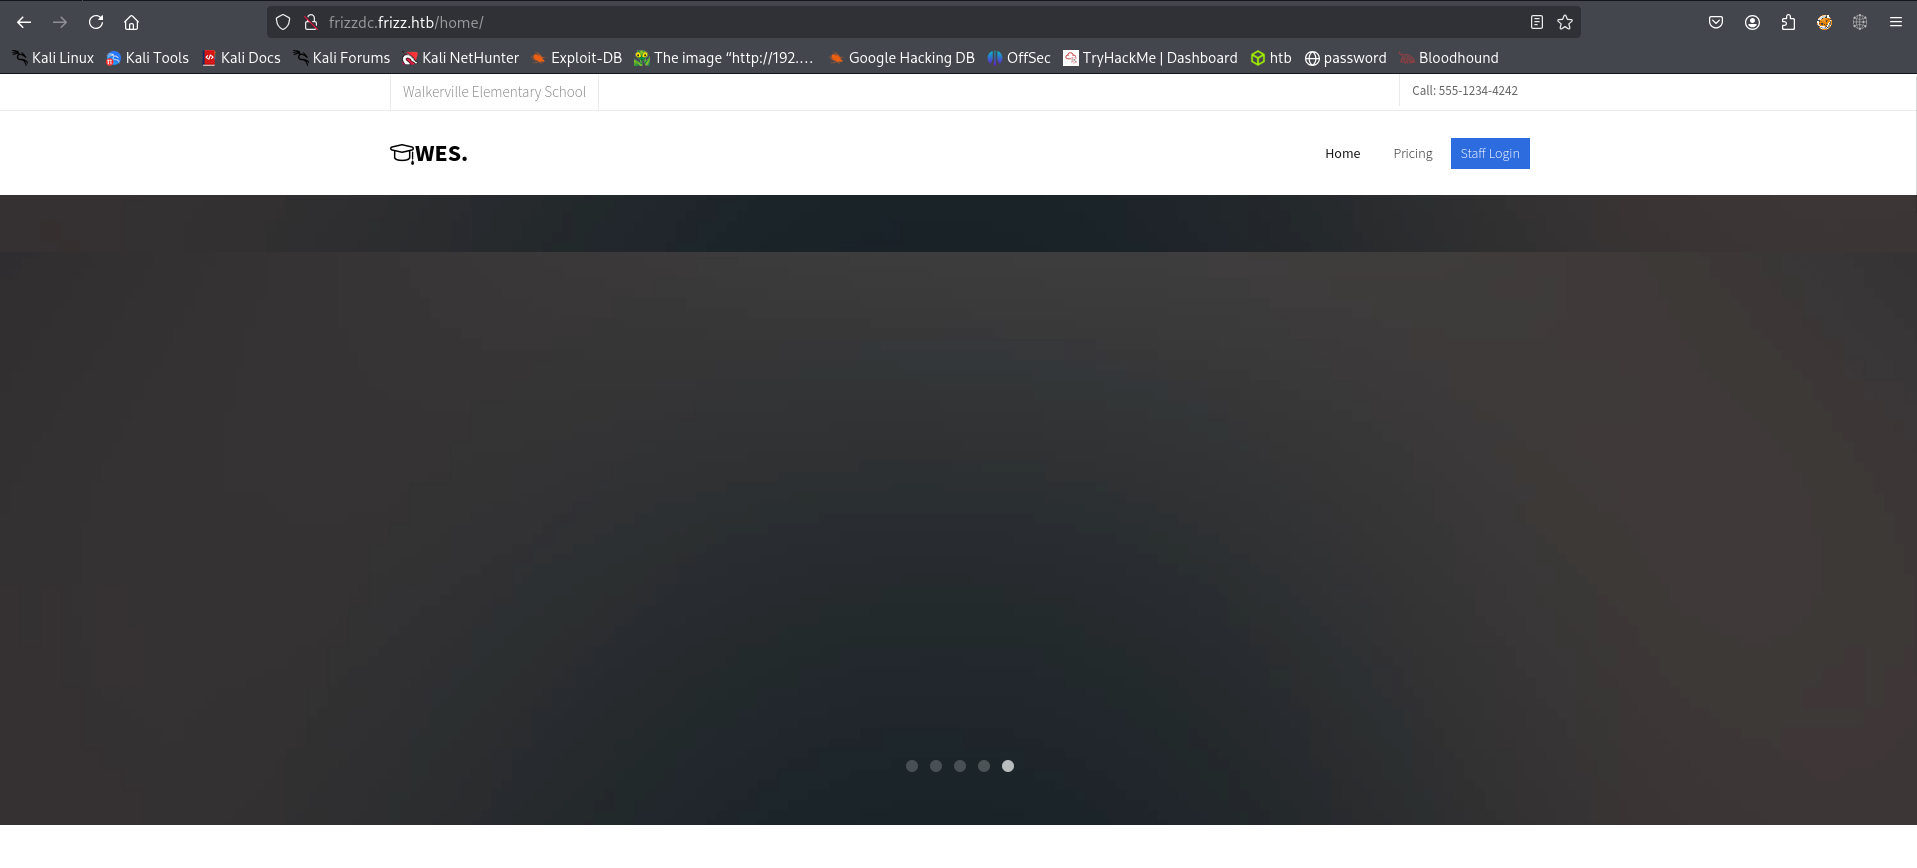 frizzdc.frizz.htb/home/
Kali Linux Kali Tools Kali Docs Kali Forums Kali NetHunter Exploit-DB The image “http://192.… Google Hacking DB OffSec TryHackMe | Dashboard htb password Bloodhound
Walkerville Elementary School Call: 555-1234-4242
WES. Home Pricing Staff Login